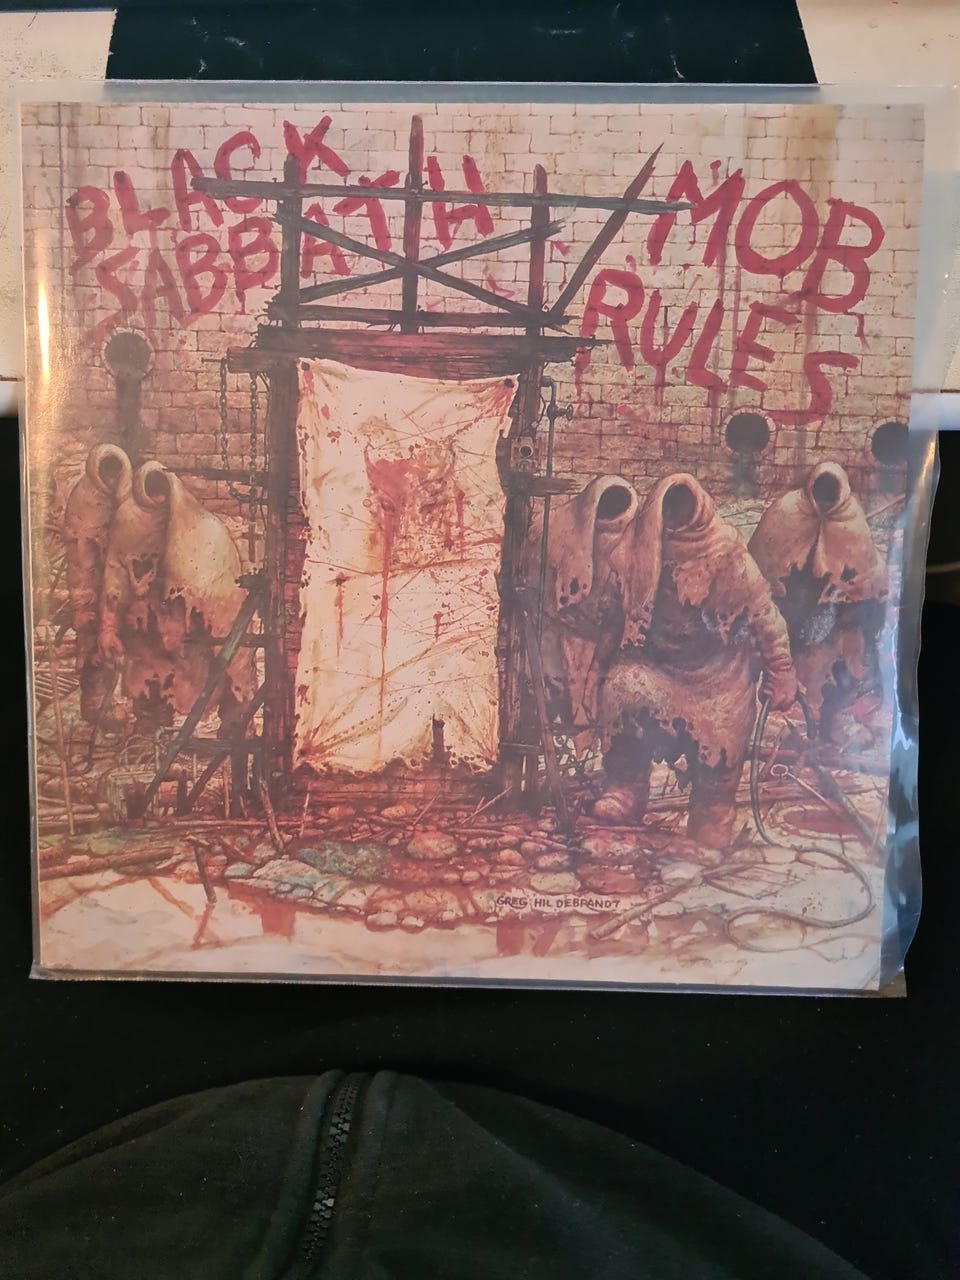 BLACK
SABBATH
MOB
RULES
GREG HILDEBRANDT